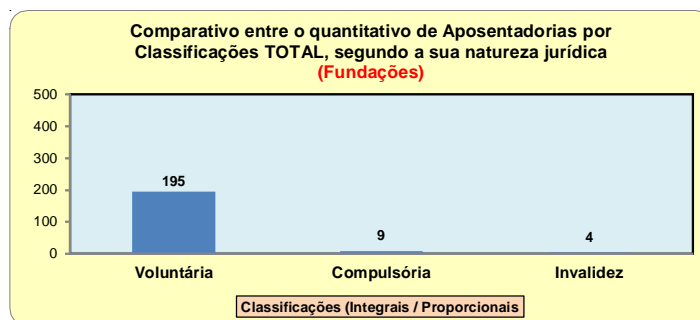 Comparativo entre o quantitativo de Aposentadorias por
Classificações TOTAL, segundo a sua natureza jurídica
(Fundações)
500
400
300
200
100
0
195
9
4
Voluntária Compulsória Invalidez
Classificações (Integrais / Proporcionais